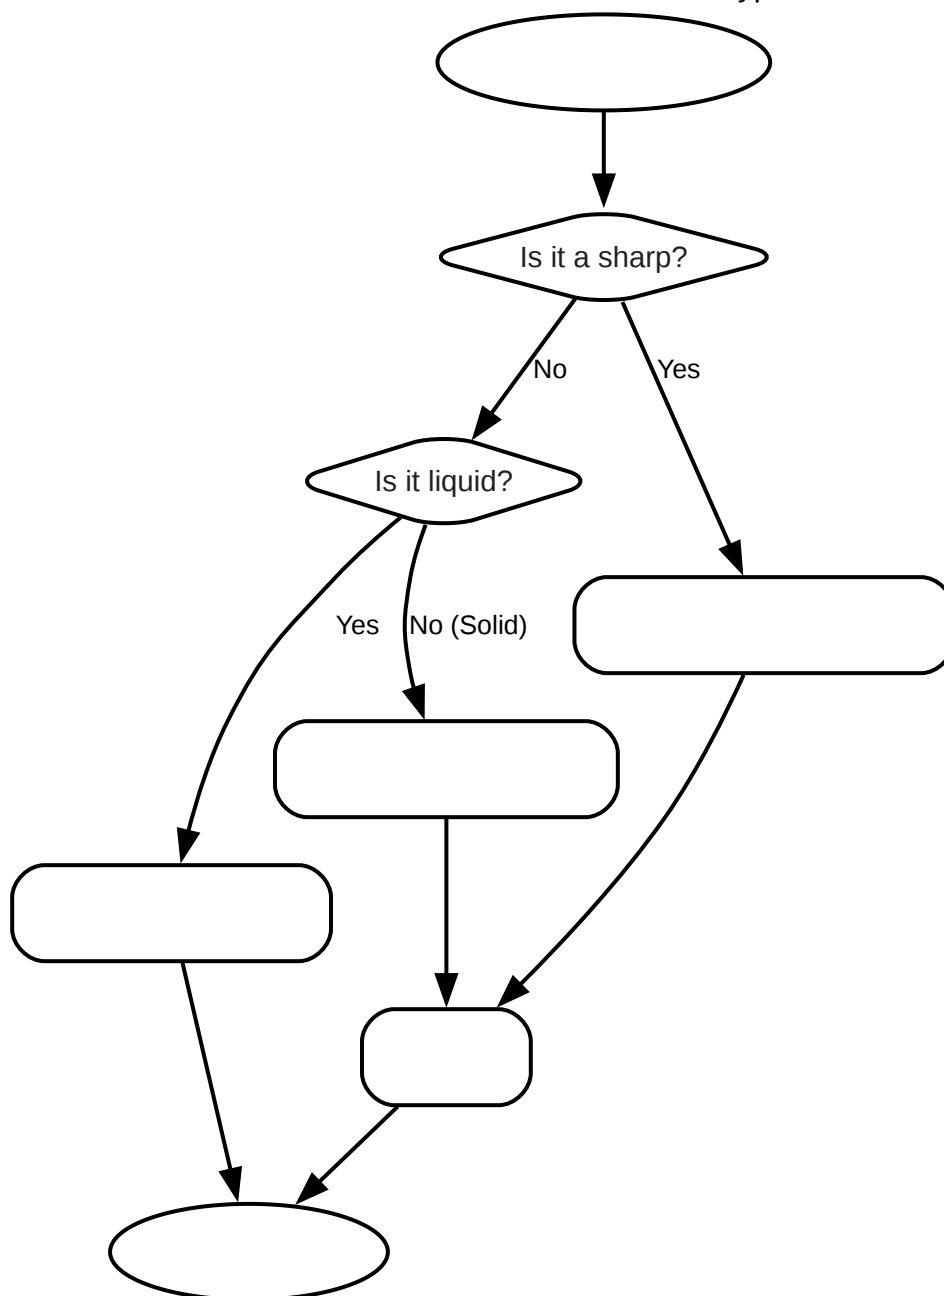 Is it a sharp?
No
Yes
Is it liquid?
Yes
No (Solid)